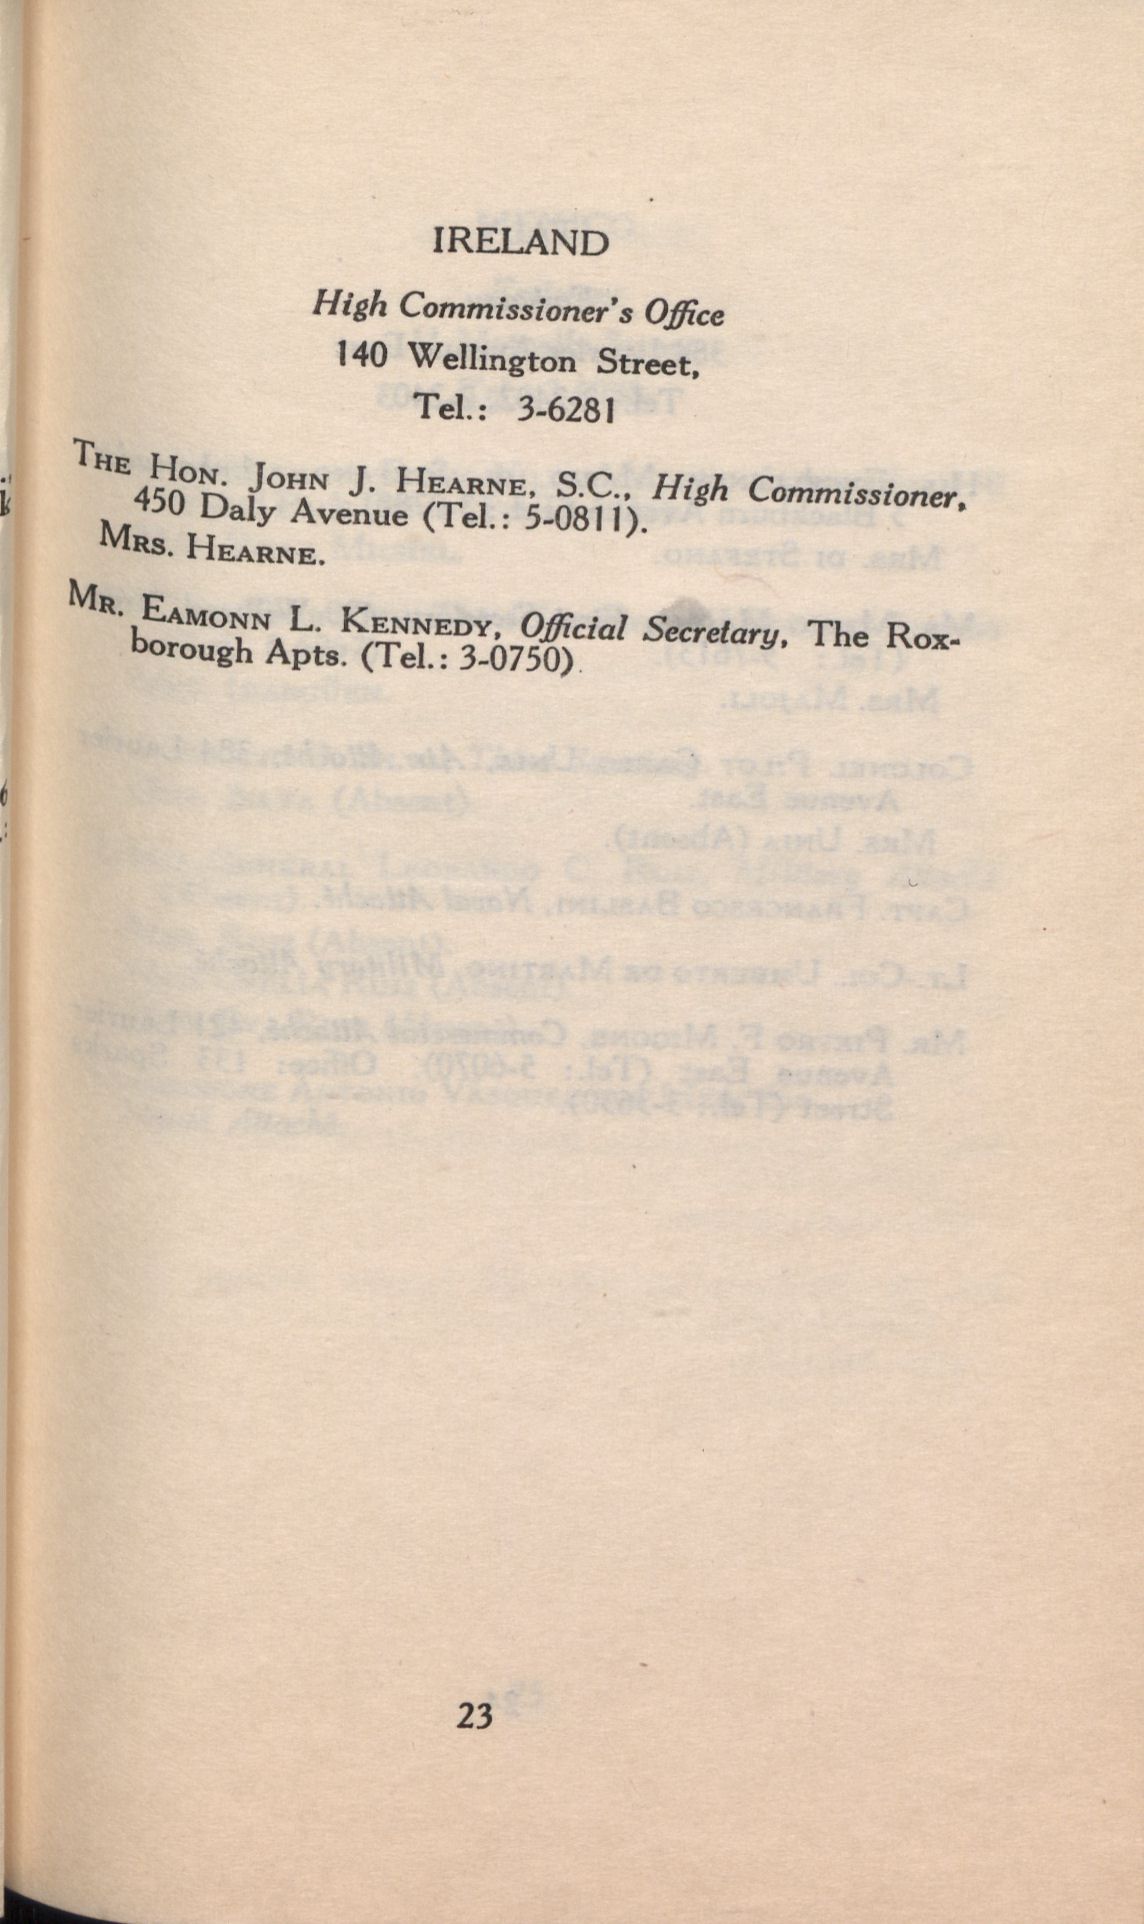 IRELAND
High Commissioner's Office
140 Wellington Street,
Tel.: 3-6281
THE HON. JOHN J. HEARNE, S.C., High Commissioner,
450 Daly Avenue (Tel.: 5-0811).
MRS. HEARNE.
MR. EAMONN L. KENNEDY, Official Secretary, The Rox-
borough Apts. (Tel.: 3-0750).
23